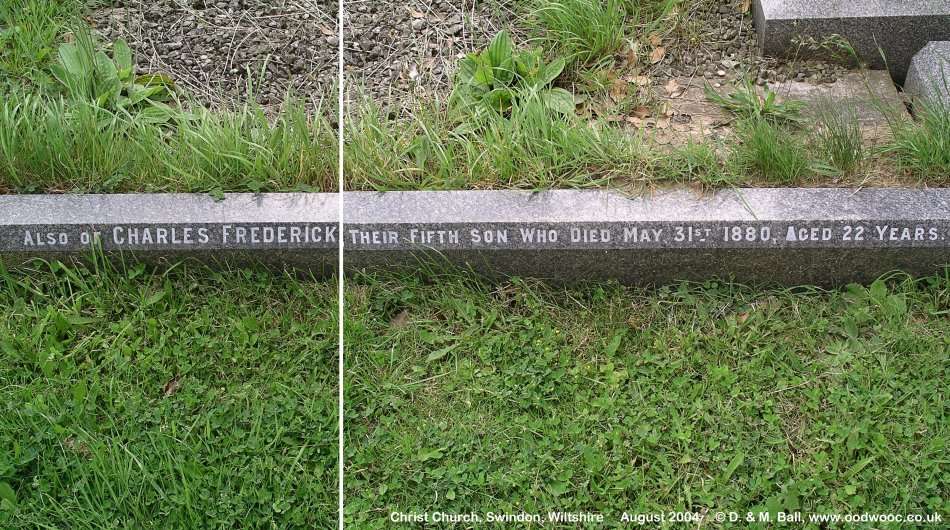 Also of Charles Frederick Their Fifth Son Who Died May 31st 1880, Aged 22 Years.
Christ Church, Swindon, Wiltshire August 2004 © D. & M. Ball, www.oodwooc.co.uk